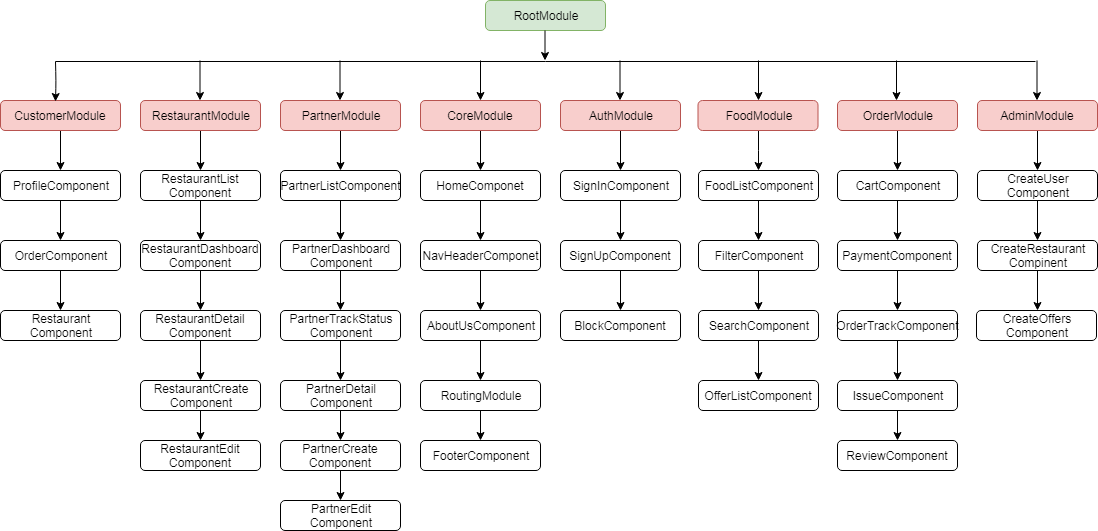 RootModule
CustomerModule
RestaurantModule
PartnerModule
CoreModule
AuthModule
FoodModule
OrderModule
AdminModule
ProfileComponent
RestaurantList
Component
PartnerListComponent
HomeComponet
SignInComponent
FoodListComponent
CartComponent
CreateUser
Component
OrderComponent
RestaurantDashboard
Component
PartnerDashboard
Component
NavHeaderComponet
SignUpComponent
FilterComponent
PaymentComponent
CreateRestaurant
Compinent
Restaurant
Component
RestaurantDetail
Component
PartnerTrackStatus
Component
AboutUsComponent
BlockComponent
SearchComponent
OrderTrackComponent
CreateOffers
Component
RestaurantCreate
Component
PartnerDetail
Component
RoutingModule
OfferListComponent
IssueComponent
RestaurantEdit
Component
PartnerCreate
Component
FooterComponent
ReviewComponent
PartnerEdit
Component